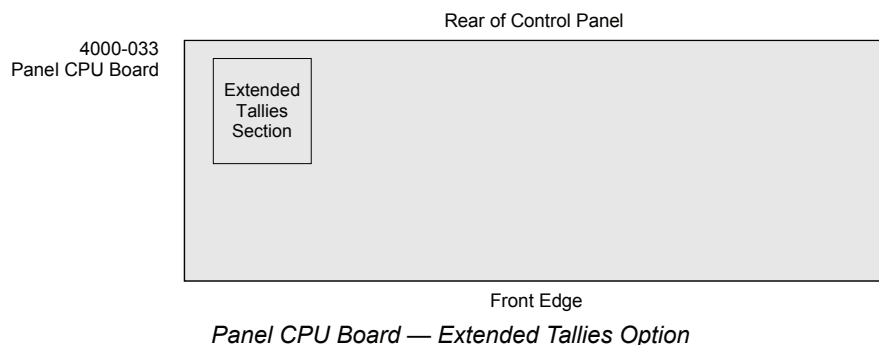 Rear of Control Panel
4000-033
Panel CPU Board
Extended
Tallies
Section
Front Edge
Panel CPU Board — Extended Tallies Option